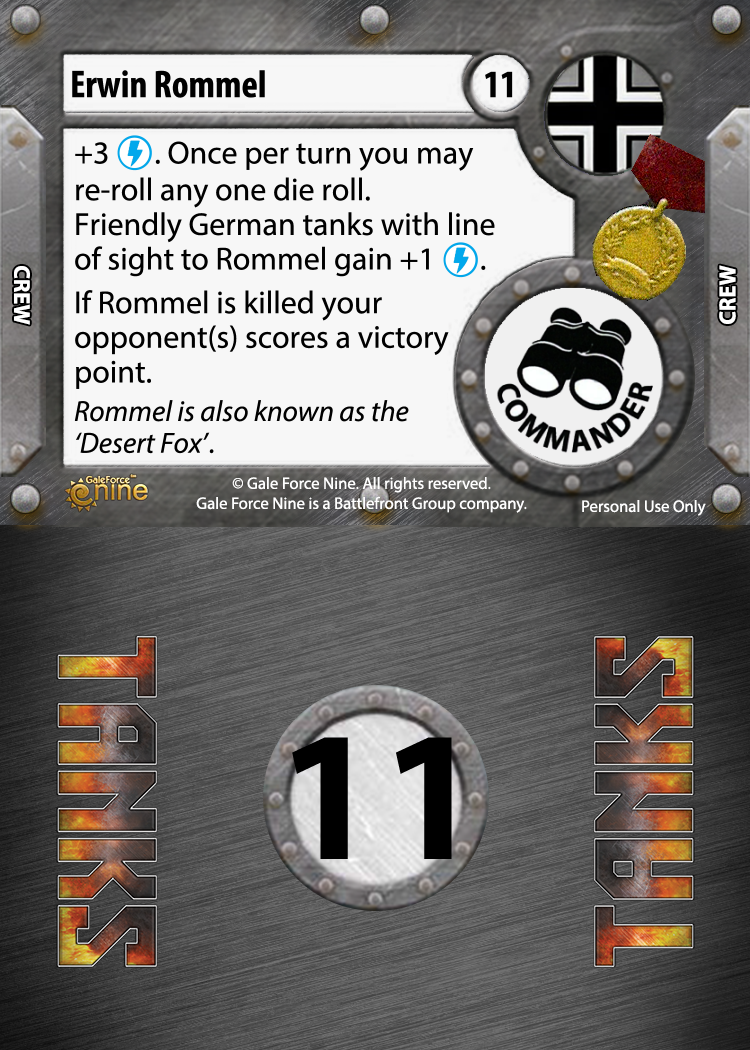 Erwin Rommel
11
+3 . Once per turn you may
re-roll any one die roll.
Friendly German tanks with line
of sight to Rommel gain +1 .
If Rommel is killed your
opponent(s) scores a victory
point.
Rommel is also known as the
‘Desert Fox’.
CREW
CREW
COMMANDER
GaleForce™
nine
© Gale Force Nine. All rights reserved.
Gale Force Nine is a Battlefront Group company.
Personal Use Only
TANKS
11
TANKS